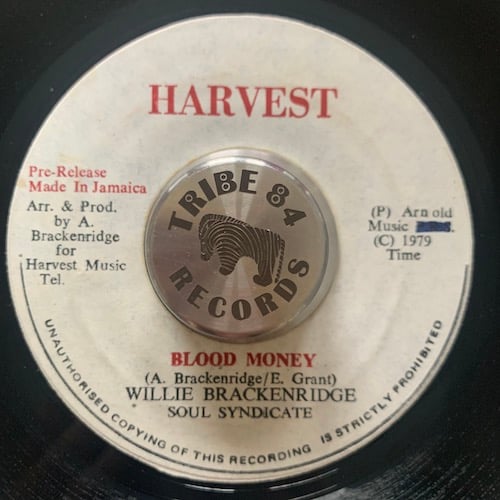 HARVEST
Pre-Release
Made In Jamaica
Arr. & Prod.
by A.
Brackenridge
for
Harvest Music
Tel.
(P) Arnold
Music
(C) 1979
Time
TRIBE 84
RECORDS
BLOOD MONEY
(A. Brackenridge/E. Grant)
WILLIE BRACKENRIDGE
SOUL SYNDICATE
UNAUTHORISED COPYING OF THIS RECORDING IS STRICTLY PROHIBITED